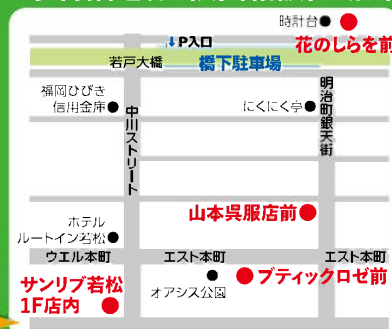 時計台
花のしらを前
P入口
若戸大橋
橋下駐車場
福岡ひびき
信用金庫
中川ストリート
にくにく亭
明治町銀天街
山本呉服店前
ホテル
ルートイン若松
ウエル本町
エスト本町
エスト本町
サンリブ若松
1F店内
オアシス公園
ブティックロゼ前